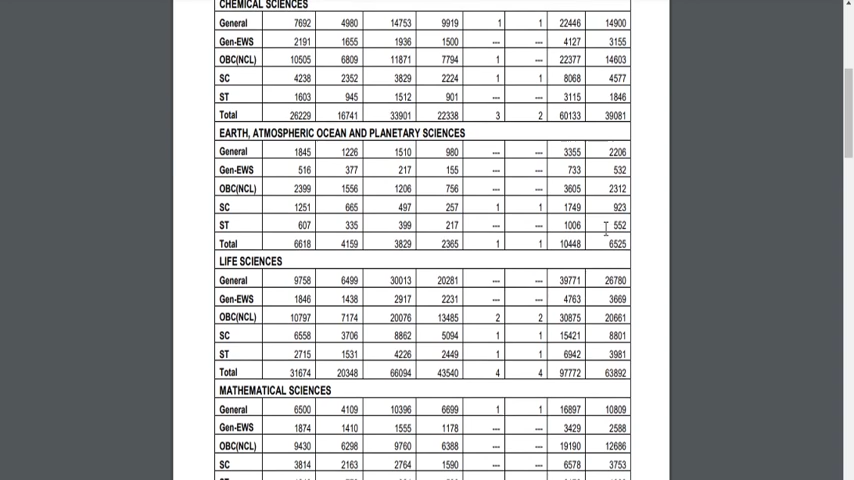 CHEMICAL SCIENCES
General 7692 4980 14753 9919 1 1 22446 14900
Gen-EWS 2191 1655 1936 1500 --- --- 4127 3155
OBC(NCL) 10505 6809 11871 7794 1 --- 22377 14603
SC 4238 2352 3829 2224 1 1 8068 4577
ST 1603 945 1512 901 --- --- 3115 1846
Total 26229 16741 33901 22338 3 2 60133 39081
EARTH, ATMOSPHERIC OCEAN AND PLANETARY SCIENCES
General 1845 1226 1510 980 --- --- 3355 2206
Gen-EWS 516 377 217 155 --- --- 733 532
OBC(NCL) 2399 1556 1206 756 --- --- 3605 2312
SC 1251 665 497 257 1 1 1749 923
ST 607 335 399 217 --- --- 1006 552
Total 6618 4159 3829 2365 1 1 10448 6525
LIFE SCIENCES
General 9758 6499 30013 20281 --- --- 39771 26780
Gen-EWS 1846 1438 2917 2231 --- --- 4763 3669
OBC(NCL) 10797 7174 20076 13485 2 2 30875 20661
SC 6558 3706 8862 5094 1 1 15421 8801
ST 2715 1531 4226 2449 1 1 6942 3981
Total 31674 20348 66094 43540 4 4 97772 63892
MATHEMATICAL SCIENCES
General 6500 4109 10396 6699 1 1 16897 10809
Gen-EWS 1874 1410 1555 1178 --- --- 3429 2588
OBC(NCL) 9430 6298 9760 6388 --- --- 19190 12686
SC 3814 2163 2764 1590 --- --- 6578 3753